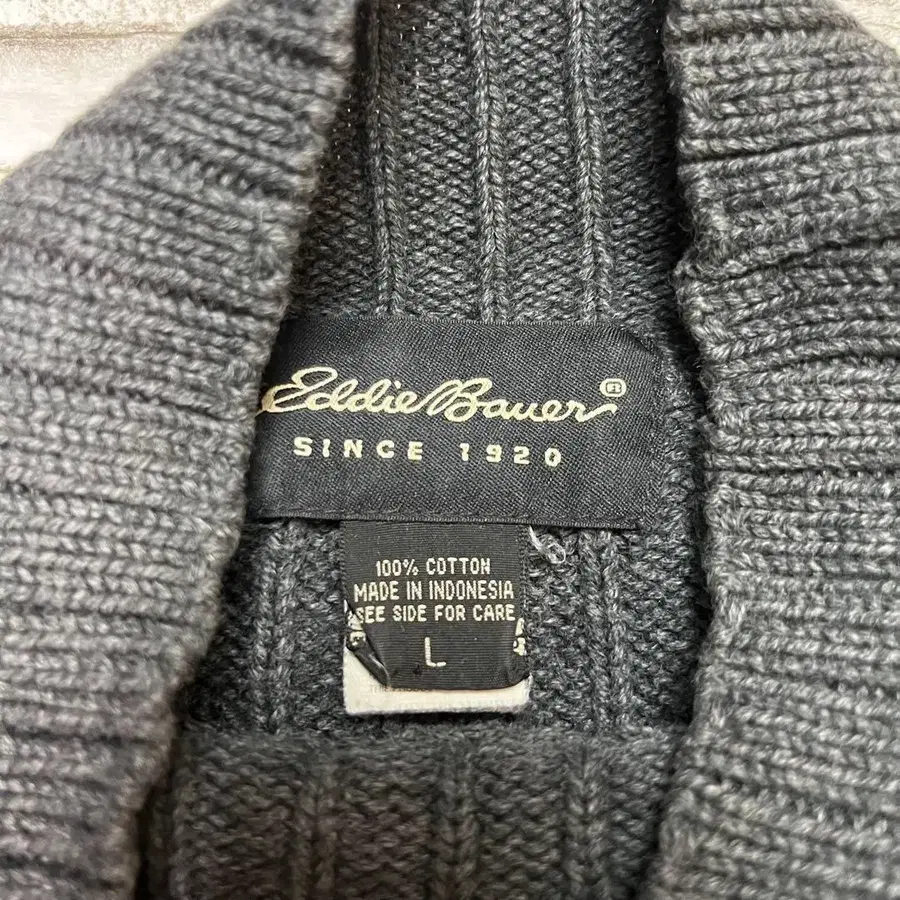 Eddie Bauer®
SINCE 1920
100% COTTON
MADE IN INDONESIA
SEE SIDE FOR CARE
L